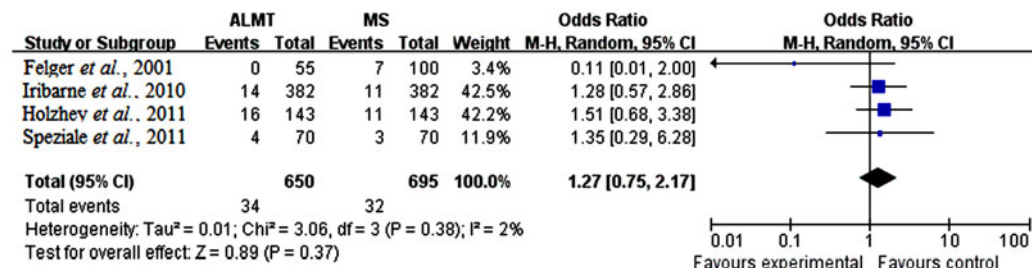 ALMT MS Odds Ratio Odds Ratio
Study or Subgroup Events Total Events Total Weight M-H, Random, 95% CI M-H, Random, 95% CI
Felger et al., 2001 0 55 7 100 3.4% 0.11 [0.01, 2.00]
Iribarne et al.. 2010 14 382 11 382 42.5% 1.28 [0.57, 2.86]
Holzhey et al., 2011 16 143 11 143 42.2% 1.51 [0.68, 3.38]
Speziale et al., 2011 4 70 3 70 11.9% 1.35 [0.29, 6.28]
Total (95% CI) 650 695 100.0% 1.27 [0.75, 2.17]
Total events 34 32
Heterogeneity: Tau² = 0.01; Chi² = 3.06, df = 3 (P = 0.38); I² = 2%
Test for overall effect: Z = 0.89 (P = 0.37)
0.01 0.1 1 10 100
Favours experimental Favours control